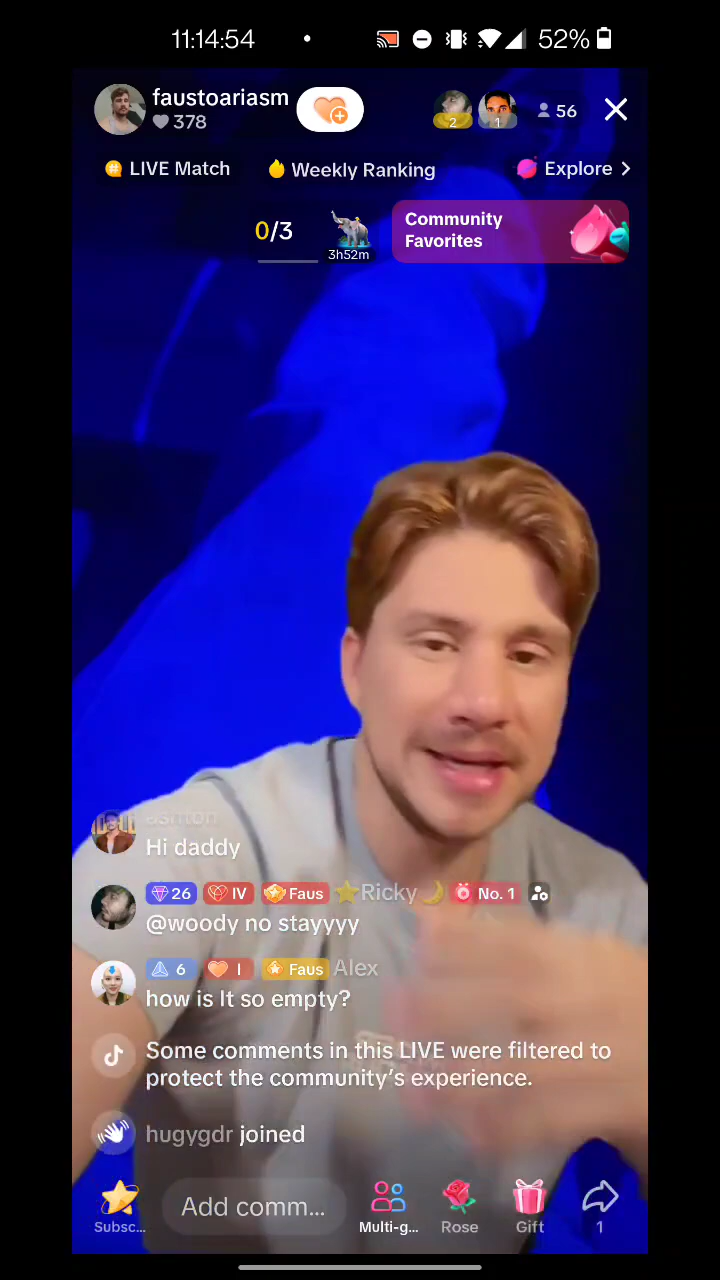 11:14:54
52%
faustoariasm
378
2
1
56
LIVE Match
Weekly Ranking
Explore
0/3
3h52m
Community
Favorites
ashton
Hi daddy
26 IV Faus ⭐Ricky🌙 No. 1
@woody no stayyyy
6 I Faus Alex
how is It so empty?
Some comments in this LIVE were filtered to
protect the community's experience.
hugygdr joined
Add comm...
Subsc...
Multi-g...
Rose
Gift
1